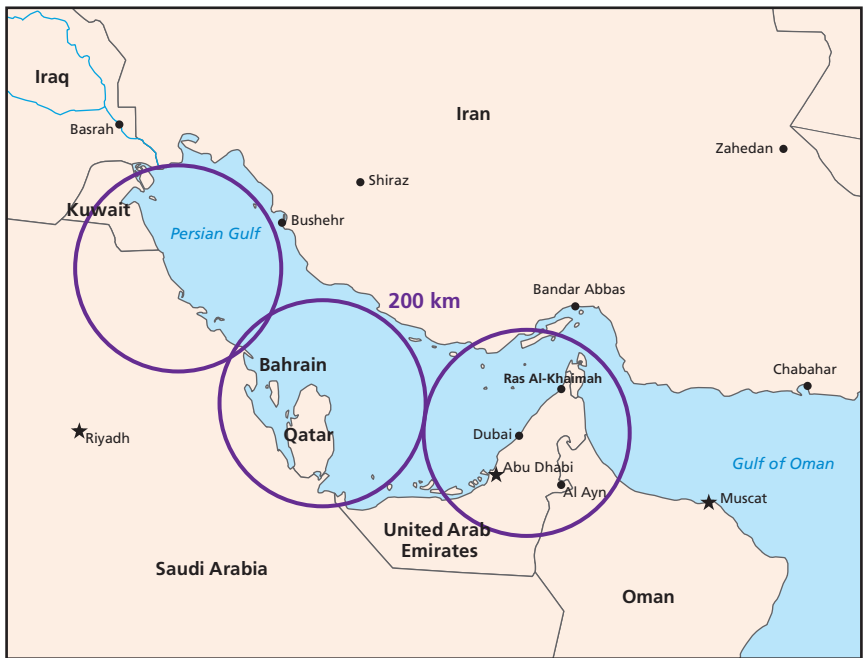 Iraq
Iran
Basrah
Zahedan
Shiraz
Kuwait
Bushehr
Persian Gulf
Bandar Abbas
200 km
Chabahar
Bahrain
Ras Al-Khaimah
Riyadh
Qatar
Dubai
Gulf of Oman
Abu Dhabi
Al Ayn
Muscat
United Arab
Emirates
Saudi Arabia
Oman